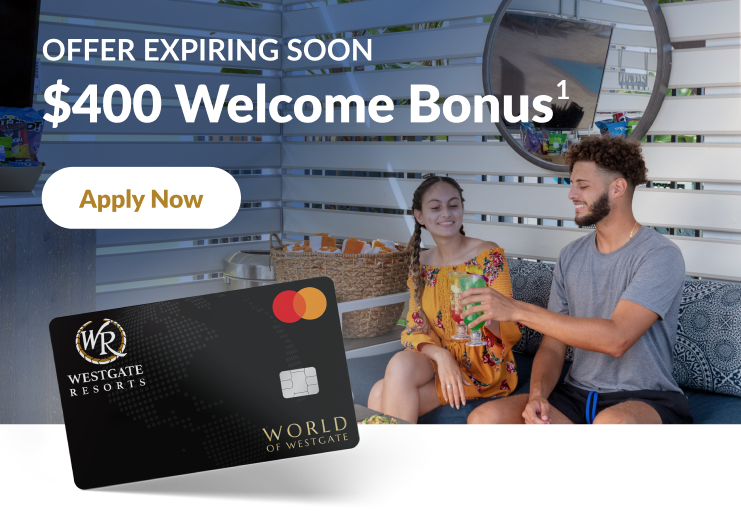 OFFER EXPIRING SOON
$400 Welcome Bonus1
Apply Now
WR
WESTGATE
RESORTS
WORLD
OF WESTGATE